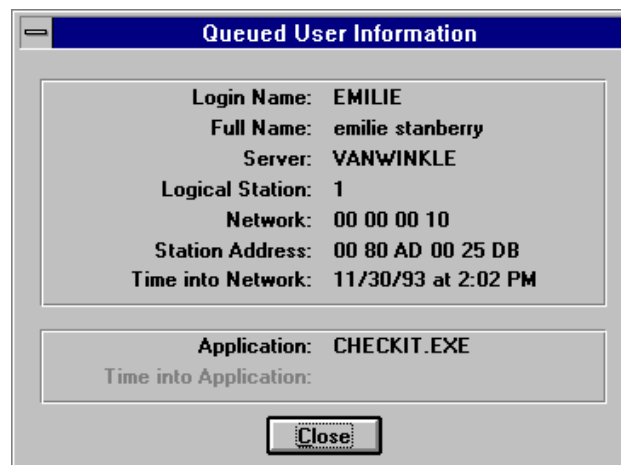 Queued User Information
Login Name: EMILIE
Full Name: emilie stanberry
Server: VANWINKLE
Logical Station: 1
Network: 00 00 00 10
Station Address: 00 80 AD 00 25 DB
Time into Network: 11/30/93 at 2:02 PM
Application: CHECKIT.EXE
Time into Application:
Close